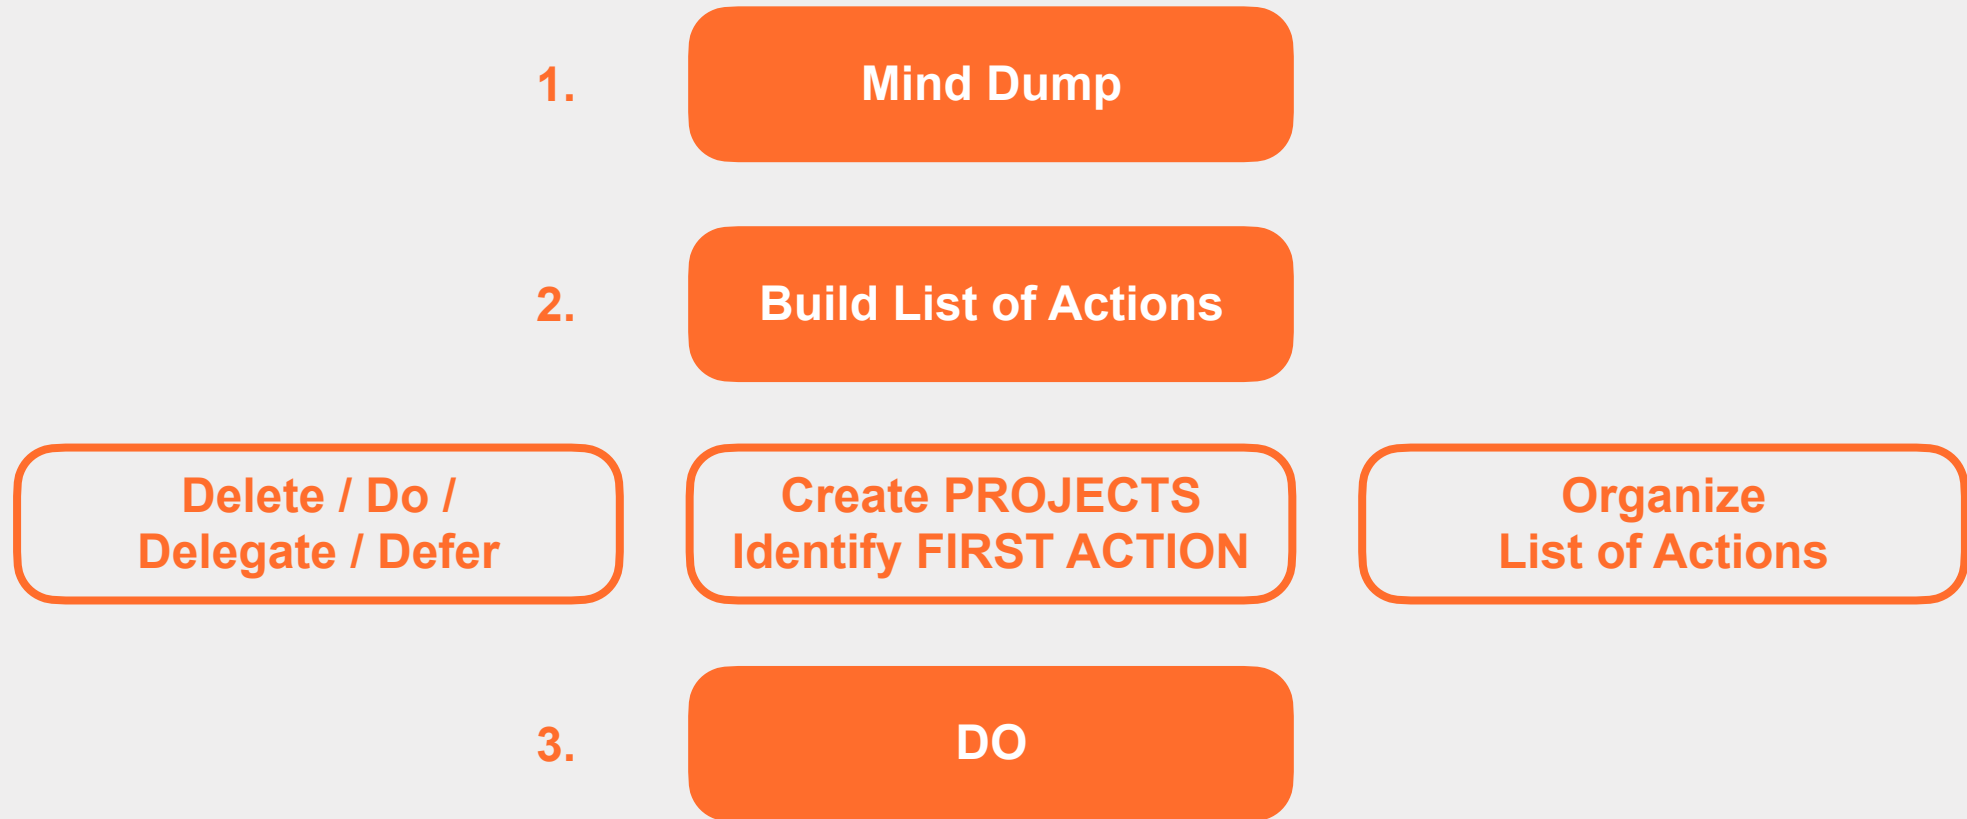 1.
Mind Dump
2.
Build List of Actions
Delete / Do /
Delegate / Defer
Create PROJECTS
Identify FIRST ACTION
Organize
List of Actions
3.
DO